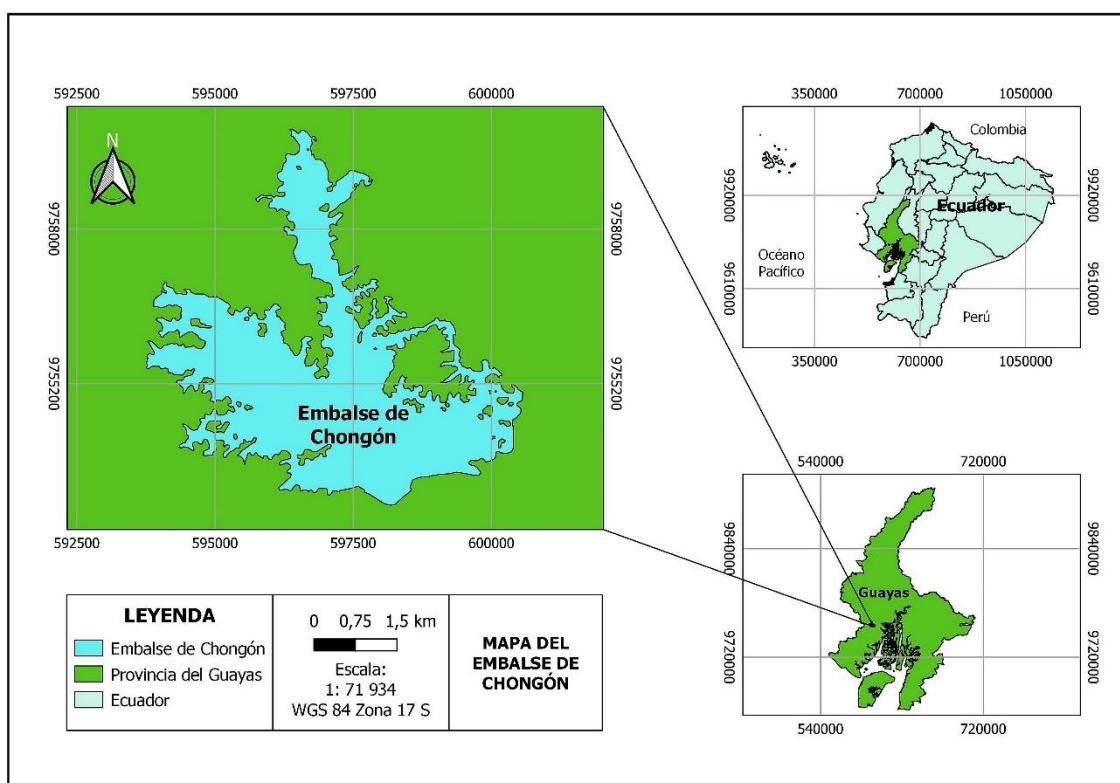 592500 595000 597500 600000
N
9758000 9758000
9755200 9755200
Embalse de
Chongón
592500 595000 597500 600000
350000 700000 1050000
Colombia
9920000 9920000
Ecuador
Océano
Pacífico
9610000 9610000
Perú
350000 700000 1050000
540000 720000
9840000 9840000
Guayas
9720000 9720000
540000 720000
LEYENDA
Embalse de Chongón
Provincia del Guayas
Ecuador
0 0,75 1,5 km
Escala:
1: 71 934
WGS 84 Zona 17 S
MAPA DEL
EMBALSE DE
CHONGÓN